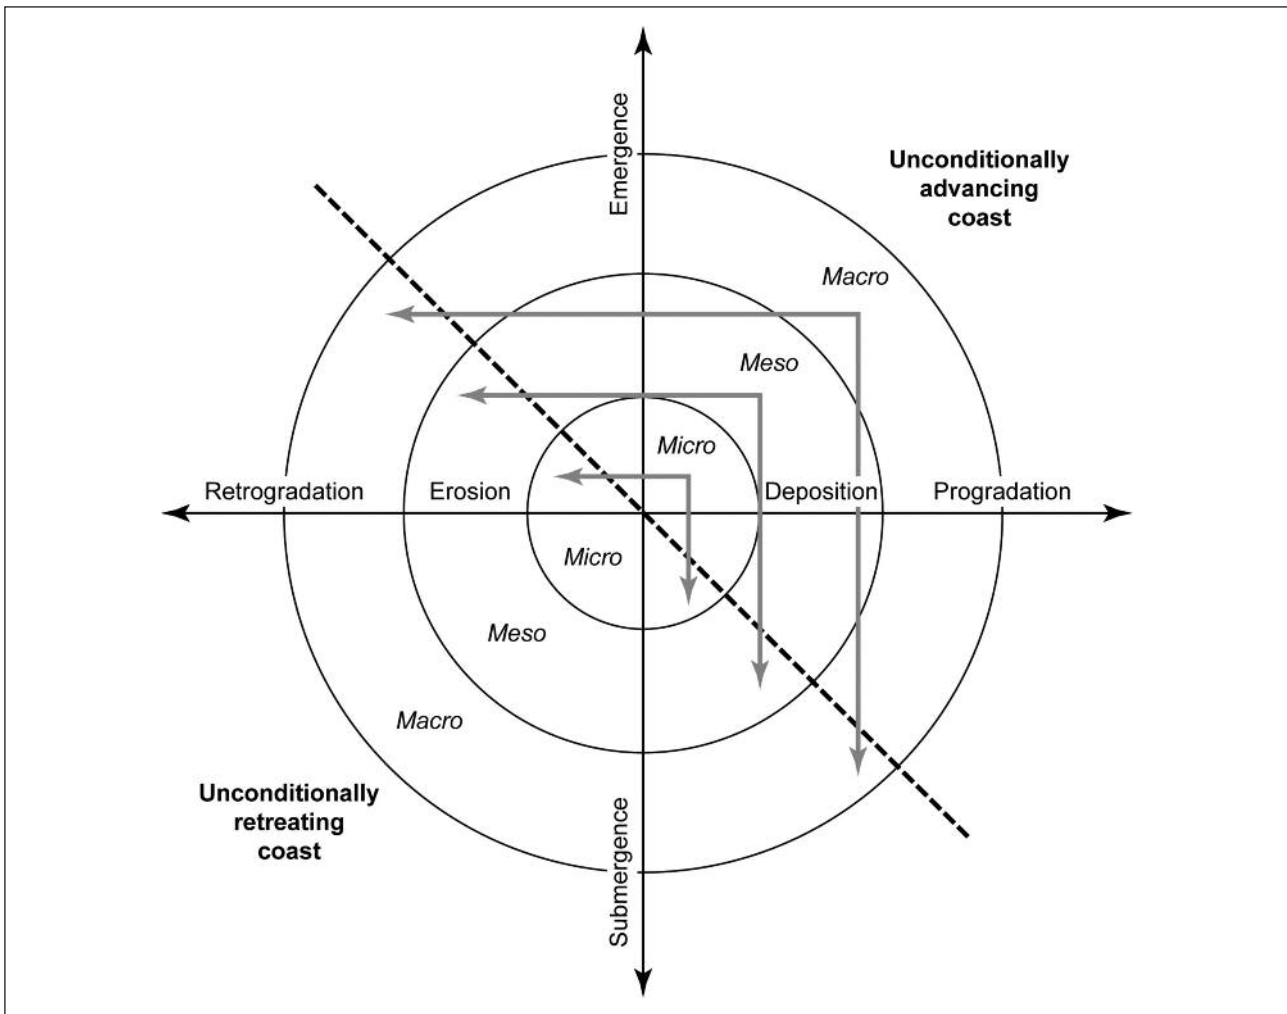 Emergence
Unconditionally
advancing
coast
Macro
Meso
Micro
Retrogradation
Erosion
Deposition
Progradation
Micro
Meso
Macro
Unconditionally
retreating
coast
Submergence